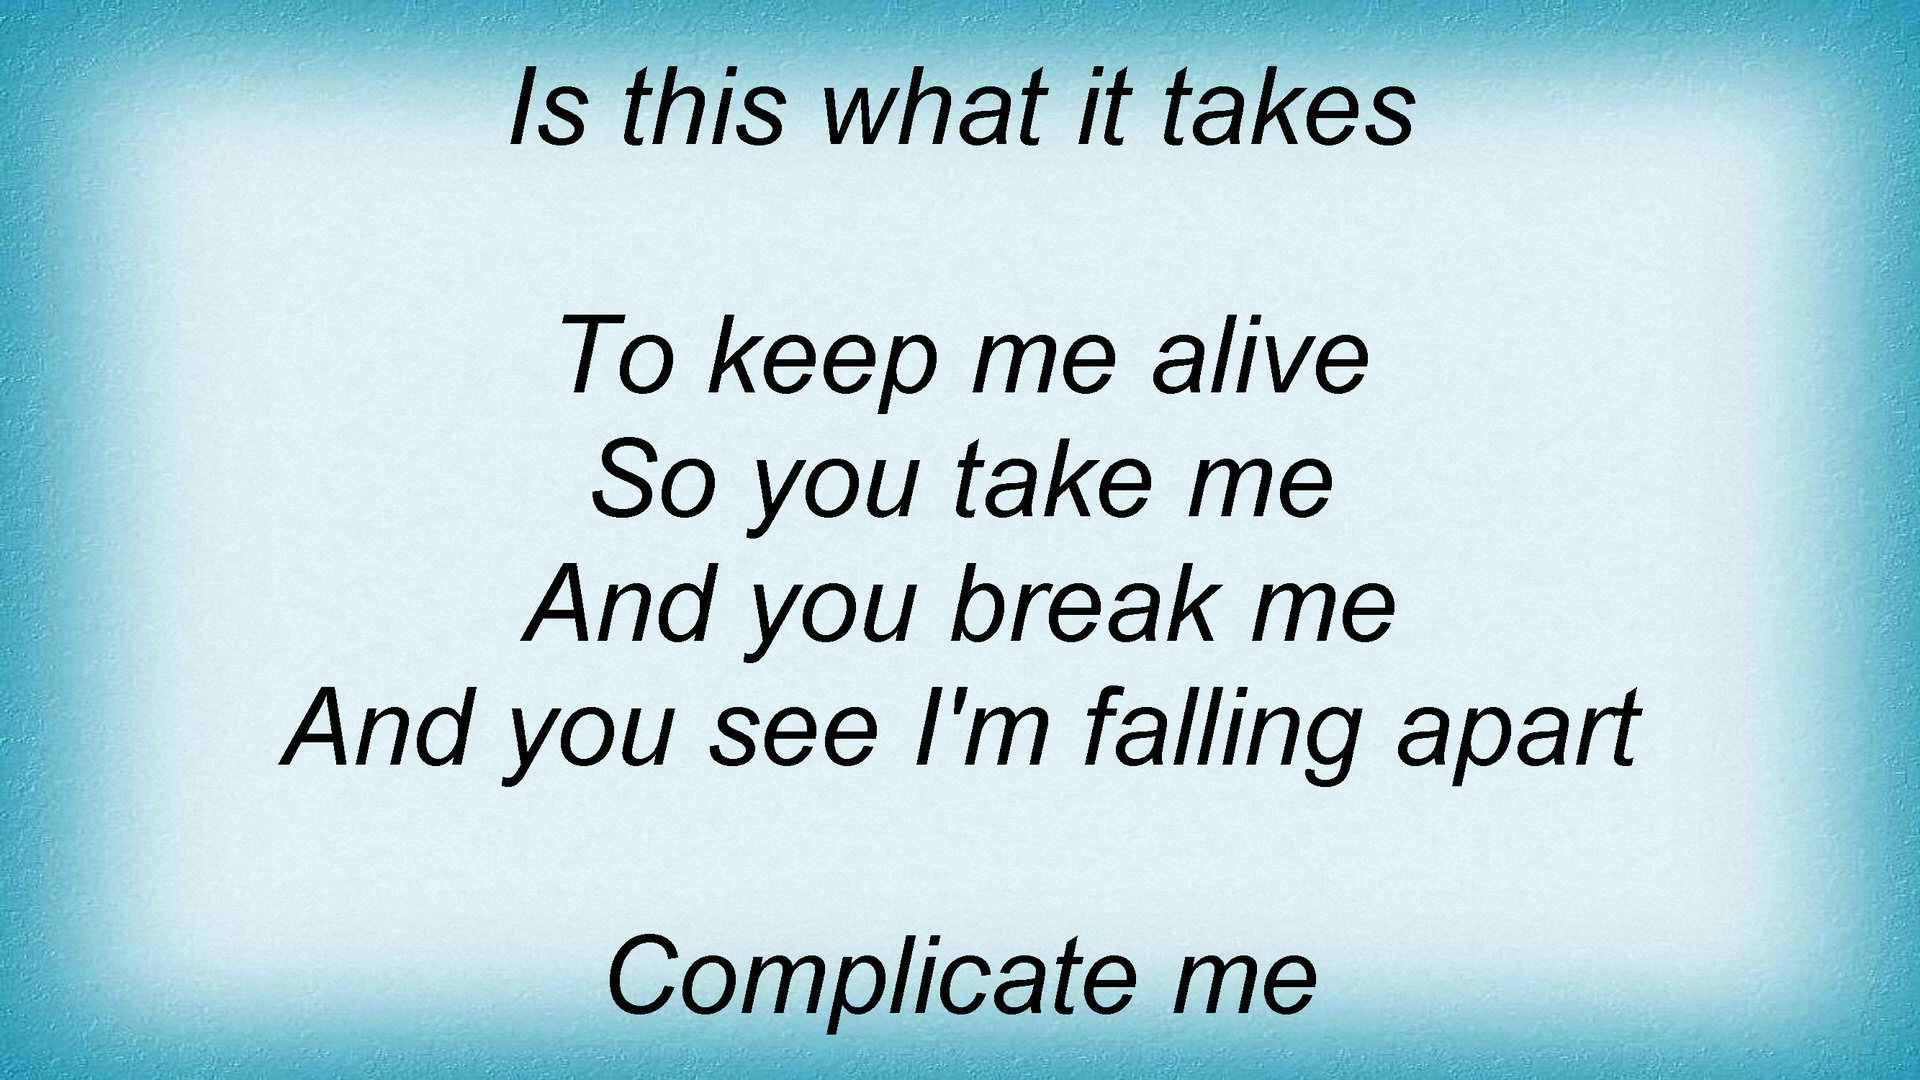 Is this what it takes
To keep me alive
So you take me
And you break me
And you see I'm falling apart
Complicate me